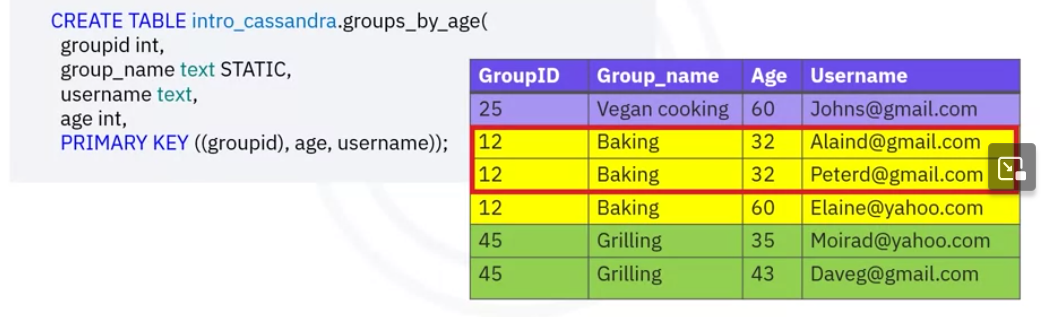 CREATE TABLE intro_cassandra.groups_by_age(
groupid int,
group_name text STATIC,
username text,
age int,
PRIMARY KEY ((groupid), age, username));
GroupID Group_name Age Username
25 Vegan cooking 60 Johns@gmail.com
12 Baking 32 Alaind@gmail.com
12 Baking 32 Peterd@gmail.com
12 Baking 60 Elaine@yahoo.com
45 Grilling 35 Moirad@yahoo.com
45 Grilling 43 Daveg@gmail.com